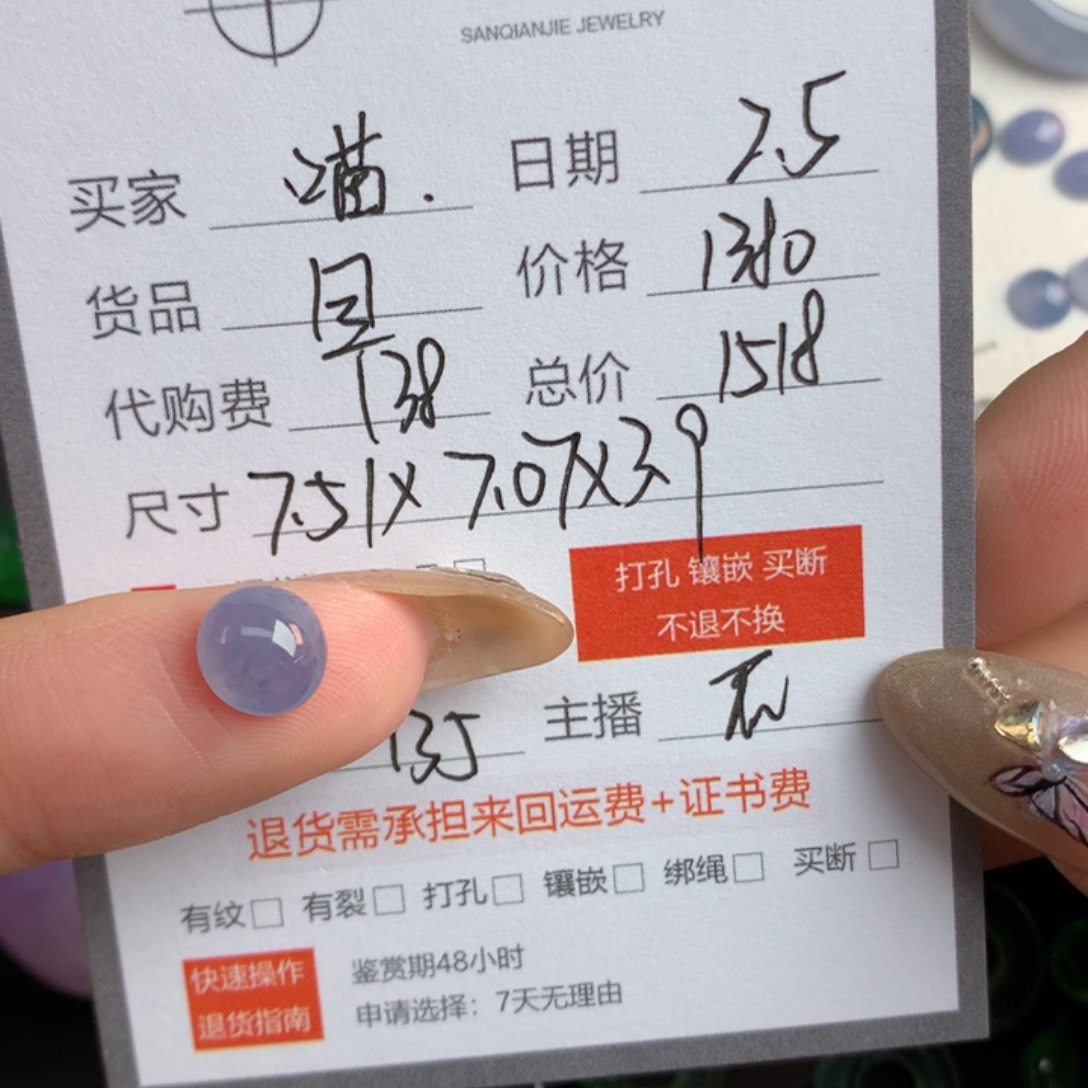 SANQIANJIE JEWELRY
买家 喵. 日期 2.5
货品 蛋 价格 1380
代购费 138 总价 1518
尺寸 7.51X 7.07X3.9
打孔 镶嵌 买断
不退不换
135 主播
退货需承担来回运费+证书费
有纹□ 有裂□ 打孔□ 镶嵌□ 绑绳□ 买断□
快速操作 鉴赏期48小时
退货指南 申请选择：7天无理由